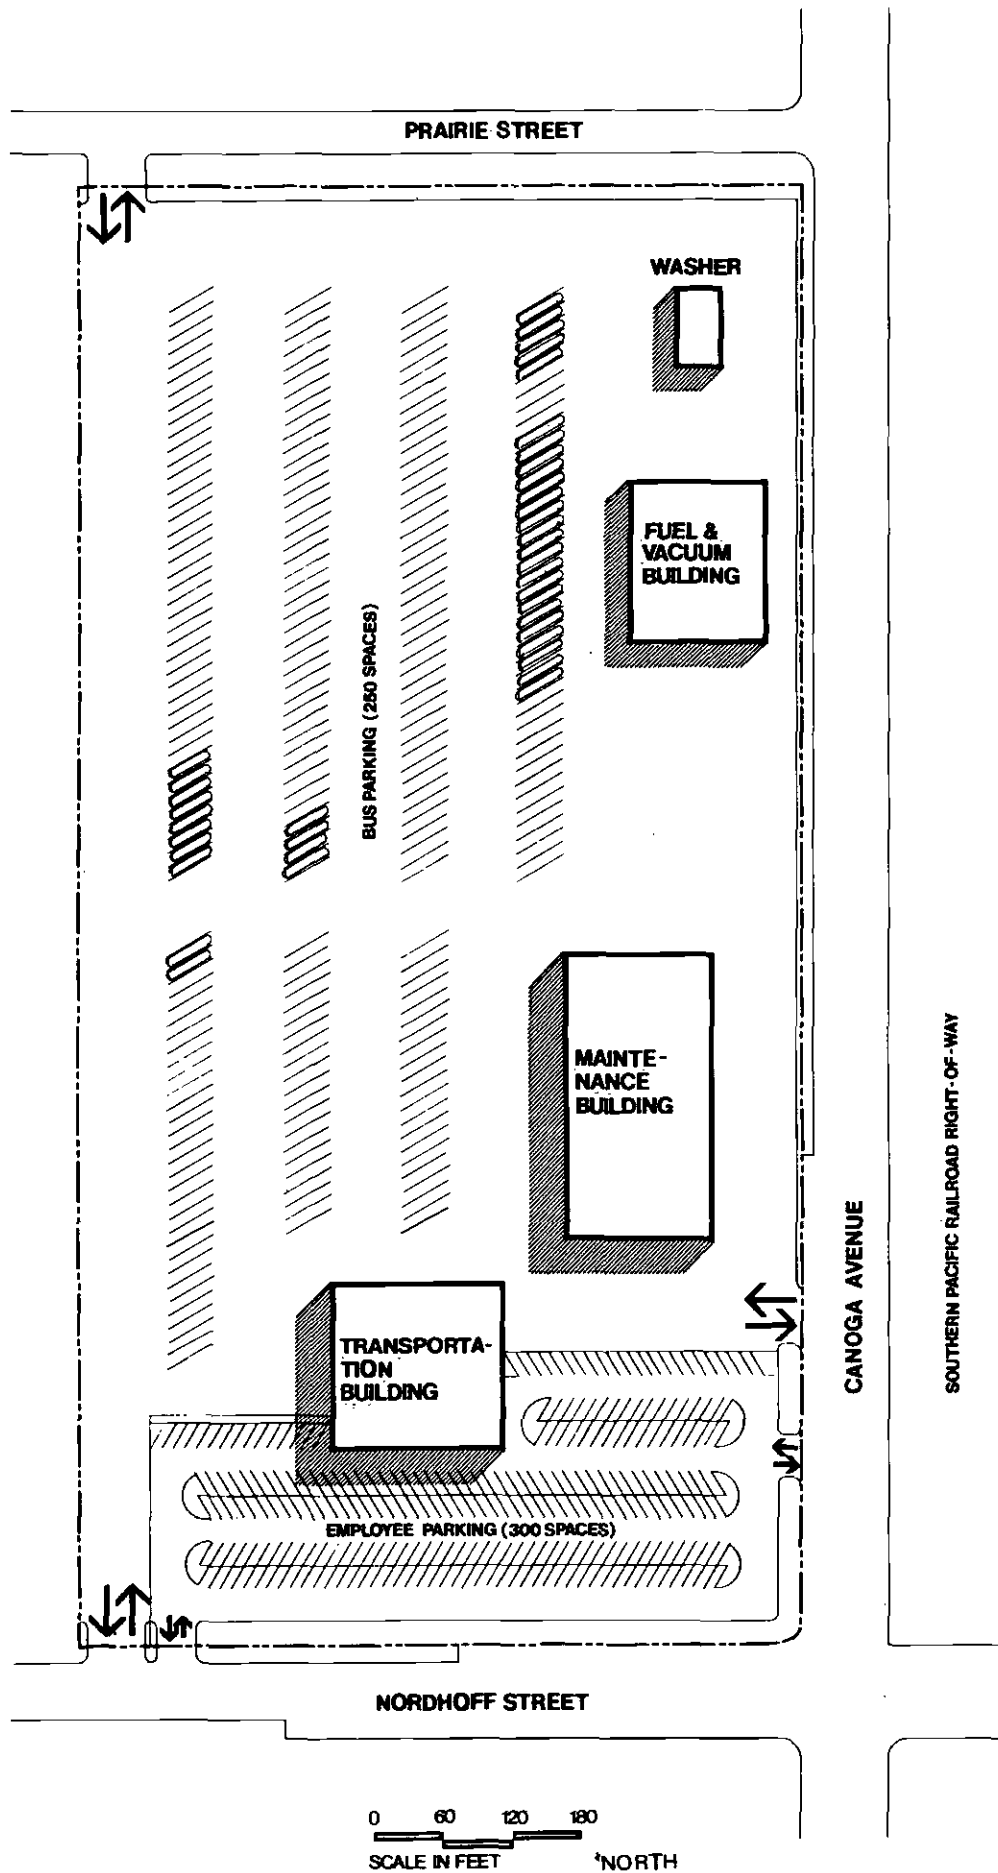 PRAIRIE STREET
WASHER
FUEL &
VACUUM
BUILDING
BUS PARKING (250 SPACES)
MAINTE-
NANCE
BUILDING
CANOGA AVENUE
SOUTHERN PACIFIC RAILROAD RIGHT-OF-WAY
TRANSPORTA-
TION
BUILDING
EMPLOYEE PARKING (300 SPACES)
NORDHOFF STREET
0 60 120 180
SCALE IN FEET
NORTH